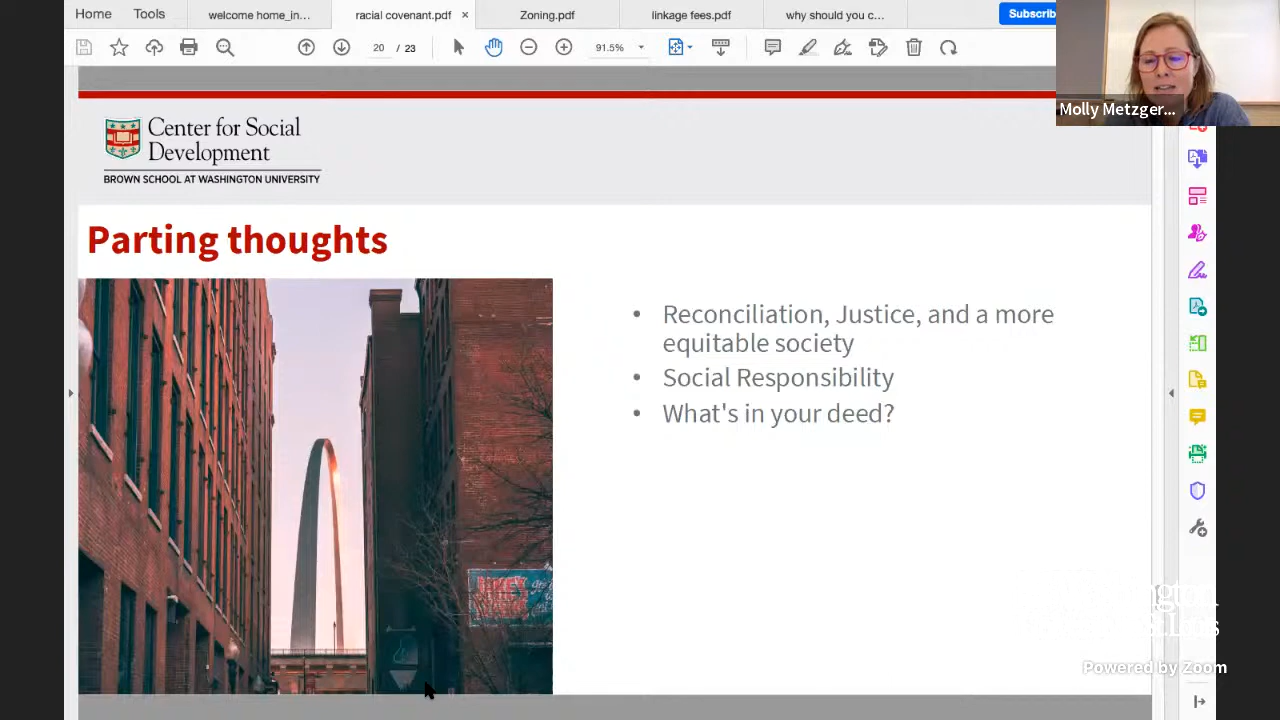 Home Tools welcome home_in... racial covenant.pdf × Zoning.pdf linkage fees.pdf why should you c... Subscrib
20 / 23 91.5%
Molly Metzger...
Center for Social
Development
BROWN SCHOOL AT WASHINGTON UNIVERSITY
Parting thoughts
• Reconciliation, Justice, and a more
equitable society
• Social Responsibility
• What's in your deed?
Powered by Zoom